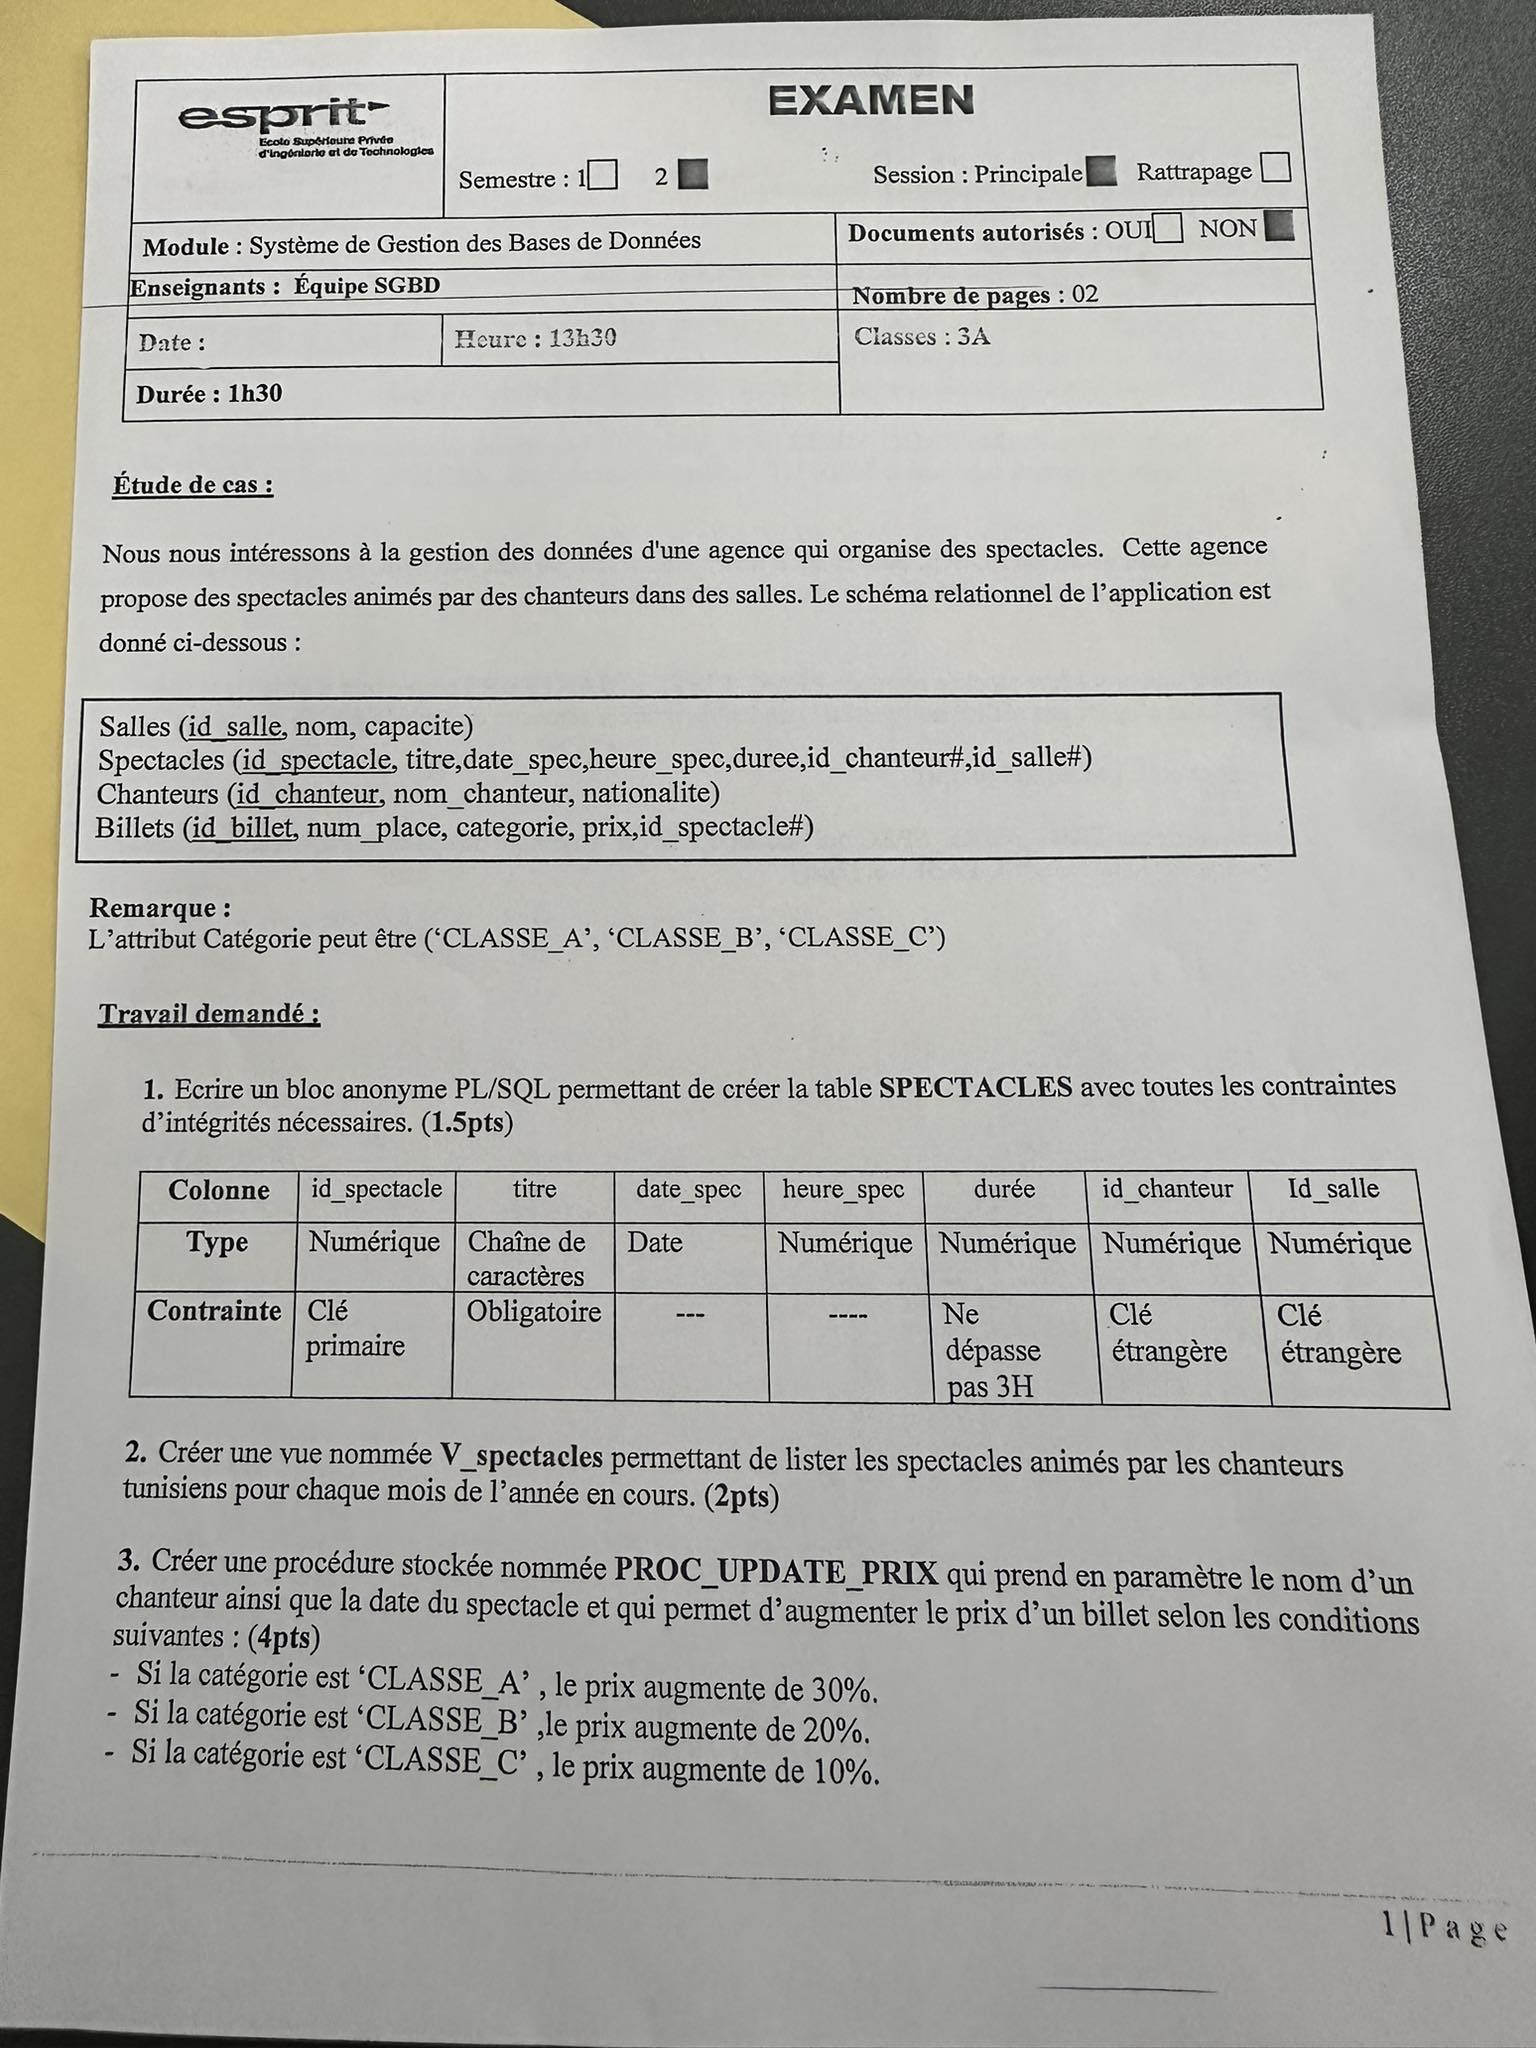 esprit
Ecole Supérieure Privée
d'Ingénierie et de Technologies
EXAMEN
Semestre : 1 2
Session : Principale Rattrapage
Module : Système de Gestion des Bases de Données
Documents autorisés : OUI NON
Enseignants : Équipe SGBD
Nombre de pages : 02
Date :
Heure : 13h30
Classes : 3A
Durée : 1h30
Étude de cas :
Nous nous intéressons à la gestion des données d'une agence qui organise des spectacles. Cette agence
propose des spectacles animés par des chanteurs dans des salles. Le schéma relationnel de l'application est
donné ci-dessous :
Salles (id_salle, nom, capacite)
Spectacles (id_spectacle, titre,date_spec,heure_spec,duree,id_chanteur#,id_salle#)
Chanteurs (id_chanteur, nom_chanteur, nationalite)
Billets (id_billet, num_place, categorie, prix,id_spectacle#)
Remarque :
L'attribut Catégorie peut être (‘CLASSE_A’, ‘CLASSE_B’, ‘CLASSE_C’)
Travail demandé :
1. Ecrire un bloc anonyme PL/SQL permettant de créer la table SPECTACLES avec toutes les contraintes
d'intégrités nécessaires. (1.5pts)
Colonne id_spectacle titre date_spec heure_spec durée id_chanteur Id_salle
Type Numérique Chaîne de caractères Date Numérique Numérique Numérique Numérique
Contrainte Clé primaire Obligatoire --- ---- Ne dépasse pas 3H Clé étrangère Clé étrangère
2. Créer une vue nommée V_spectacles permettant de lister les spectacles animés par les chanteurs
tunisiens pour chaque mois de l'année en cours. (2pts)
3. Créer une procédure stockée nommée PROC_UPDATE_PRIX qui prend en paramètre le nom d'un
chanteur ainsi que la date du spectacle et qui permet d'augmenter le prix d'un billet selon les conditions
suivantes : (4pts)
- Si la catégorie est ‘CLASSE_A’ , le prix augmente de 30%.
- Si la catégorie est ‘CLASSE_B’ ,le prix augmente de 20%.
- Si la catégorie est ‘CLASSE_C’ , le prix augmente de 10%.
1|Page